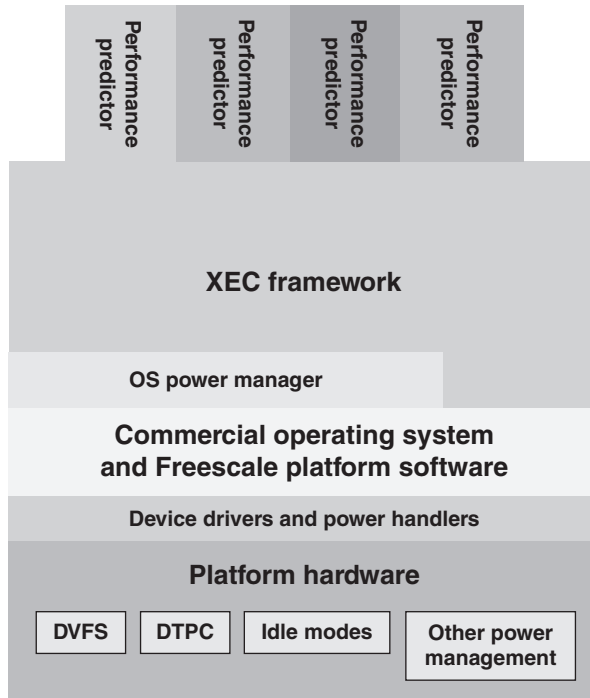 Performance
predictor
Performance
predictor
Performance
predictor
Performance
predictor
XEC framework
OS power manager
Commercial operating system
and Freescale platform software
Device drivers and power handlers
Platform hardware
DVFS
DTPC
Idle modes
Other power
management